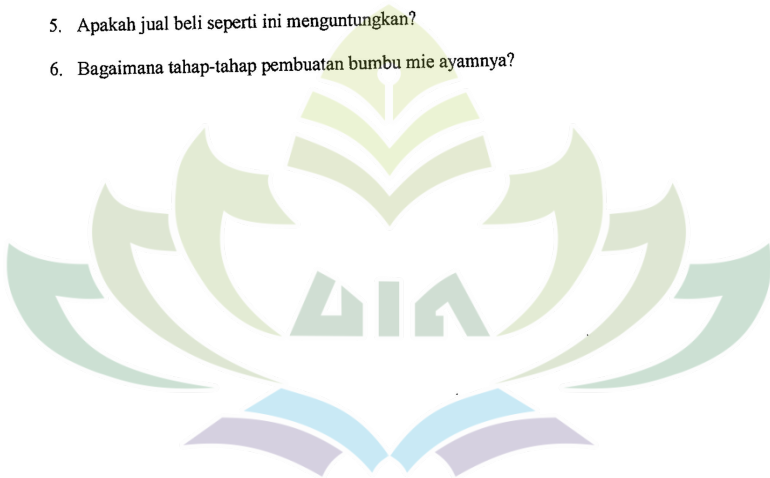 5. Apakah jual beli seperti ini menguntungkan?
6. Bagaimana tahap-tahap pembuatan bumbu mie ayamnya?
UIN